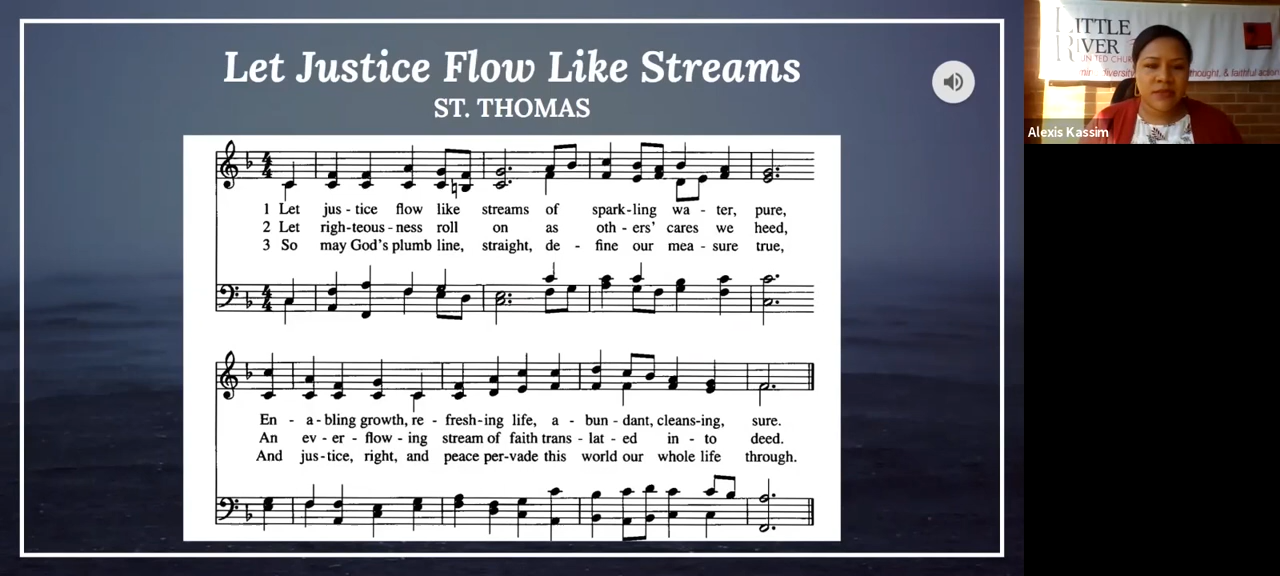 Let Justice Flow Like Streams
ST. THOMAS
1 Let jus - tice flow like streams of spark - ling wa - ter, pure,
2 Let righ - teous - ness roll on as oth - ers' cares we heed,
3 So may God's plumb line, straight, de - fine our mea - sure true,
En - a - bling growth, re - fresh - ing life, a - bun - dant, cleans - ing, sure.
An ev - er - flow - ing stream of faith trans - lat - ed in - to deed.
And jus - tice, right, and peace per - vade this world our whole life through.
LITTLE
RIVER
UNITED CHUR
diversity thought, & faithful
Alexis Kassim